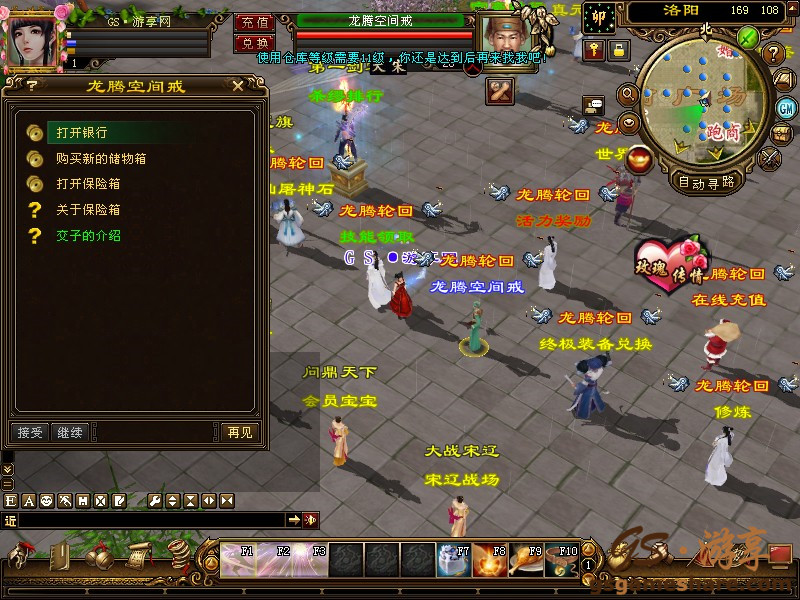 GS·游享网
充值
兑换
龙腾空间戒
使用仓库等级需要11级，你还是达到后再来找我吧！
卯
洛阳
169 108
北
CM
跑商
自动寻路
龙腾空间戒
打开银行
购买新的储物箱
打开保险箱
关于保险箱
交子的介绍
接受
继续
再见
1
龙腾轮回
活力奖励
龙腾轮回
技能领取
龙腾轮回
龙腾空间戒
玫瑰传情
龙腾轮回
在线充值
龙腾轮回
终极装备兑换
问鼎天下
会员宝宝
龙腾轮回
修炼
大战宋辽
宋辽战场
近
F1
F2
F3
F7
F8
F9
F10
1
GS·游享